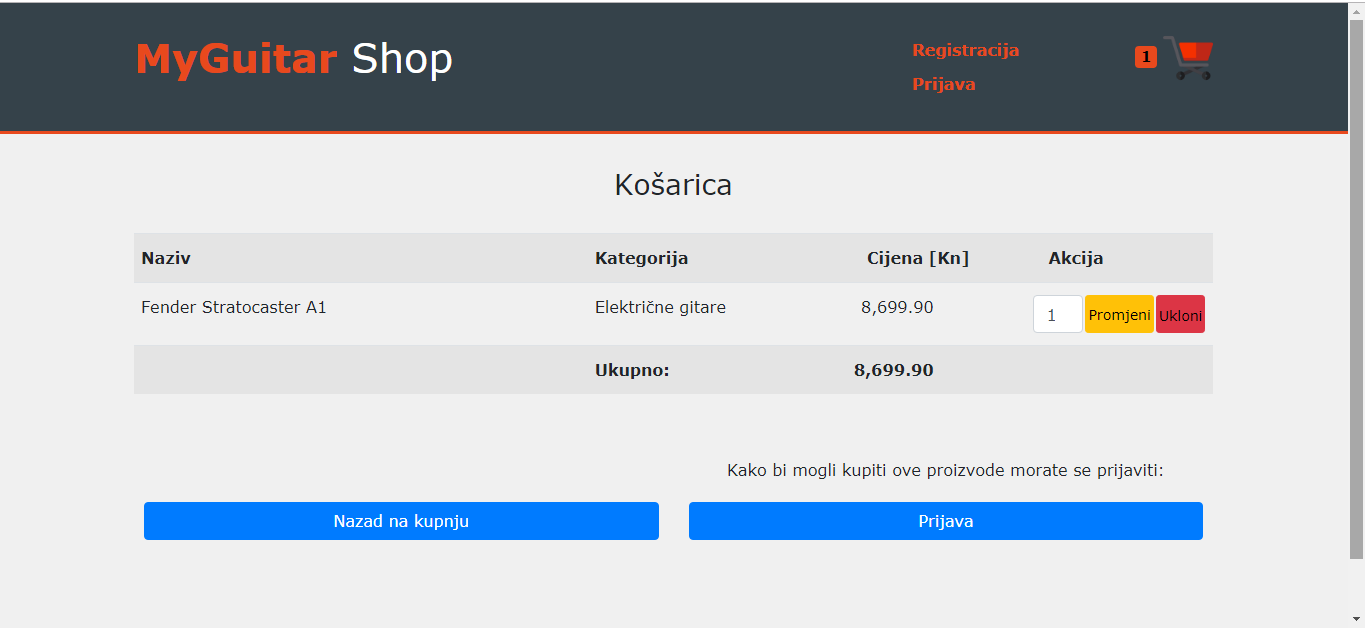 MyGuitar Shop
Registracija
Prijava
1
Košarica
Naziv Kategorija Cijena [Kn] Akcija
Fender Stratocaster A1 Električne gitare 8,699.90 1 Promjeni Ukloni
Ukupno: 8,699.90
Kako bi mogli kupiti ove proizvode morate se prijaviti:
Nazad na kupnju Prijava